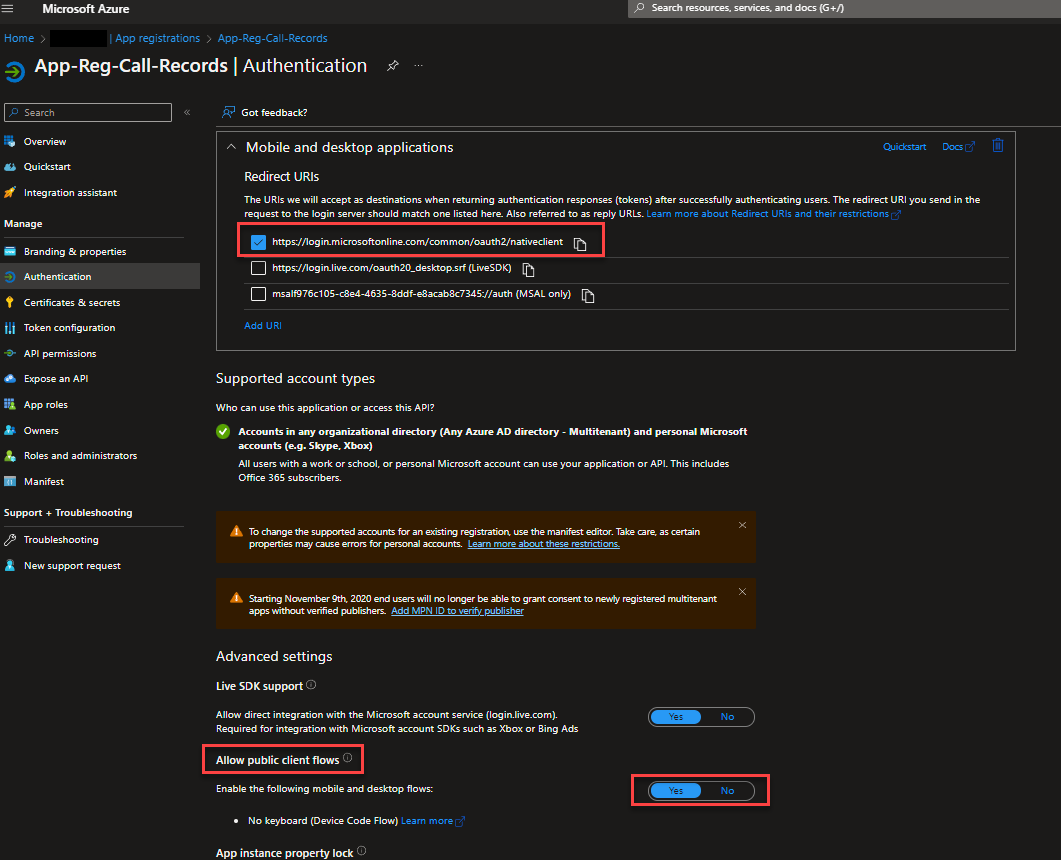 Microsoft Azure
Search resources, services, and docs (G+/)
Home > | App registrations > App-Reg-Call-Records
App-Reg-Call-Records | Authentication
Search
«
Overview
Quickstart
Integration assistant
Manage
Branding & properties
Authentication
Certificates & secrets
Token configuration
API permissions
Expose an API
App roles
Owners
Roles and administrators
Manifest
Support + Troubleshooting
Troubleshooting
New support request
Got feedback?
Mobile and desktop applications
Quickstart
Docs
Redirect URIs
The URIs we will accept as destinations when returning authentication responses (tokens) after successfully authenticating users. The redirect URI you send in the
request to the login server should match one listed here. Also referred to as reply URLs. Learn more about Redirect URIs and their restrictions
https://login.microsoftonline.com/common/oauth2/nativeclient
https://login.live.com/oauth20_desktop.srf (LiveSDK)
msalf976c105-c8e4-4635-8ddf-e8acab8c7345://auth (MSAL only)
Add URI
Supported account types
Who can use this application or access this API?
Accounts in any organizational directory (Any Azure AD directory - Multitenant) and personal Microsoft
accounts (e.g. Skype, Xbox)
All users with a work or school, or personal Microsoft account can use your application or API. This includes
Office 365 subscribers.
To change the supported accounts for an existing registration, use the manifest editor. Take care, as certain
properties may cause errors for personal accounts. Learn more about these restrictions.
Starting November 9th, 2020 end users will no longer be able to grant consent to newly registered multitenant
apps without verified publishers. Add MPN ID to verify publisher
Advanced settings
Live SDK support
Allow direct integration with the Microsoft account service (login.live.com).
Required for integration with Microsoft account SDKs such as Xbox or Bing Ads
Yes No
Allow public client flows
Enable the following mobile and desktop flows:
Yes No
• No keyboard (Device Code Flow) Learn more
App instance property lock